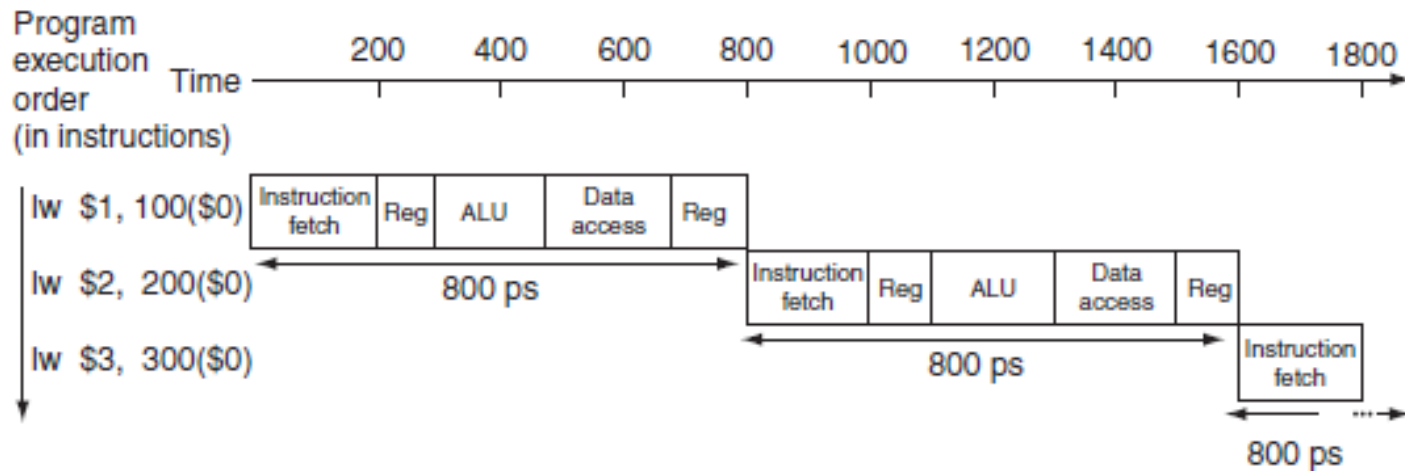 Program
execution
order
(in instructions)
Time
200 400 600 800 1000 1200 1400 1600 1800
lw $1, 100($0)
Instruction
fetch
Reg
ALU
Data
access
Reg
800 ps
lw $2, 200($0)
Instruction
fetch
Reg
ALU
Data
access
Reg
800 ps
lw $3, 300($0)
Instruction
fetch
...
800 ps